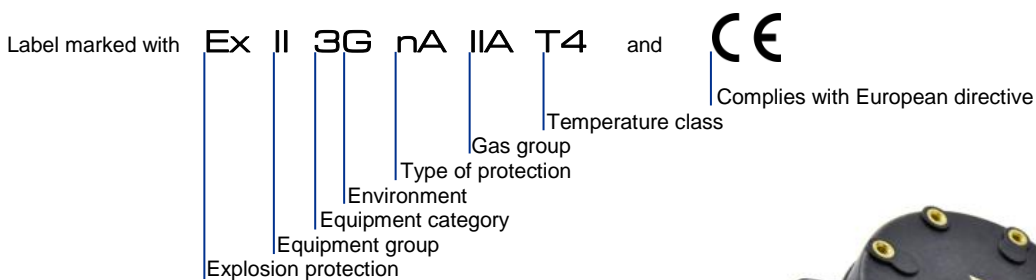 Label marked with Ex II 3G nA IIA T4 and CE
Complies with European directive
Temperature class
Gas group
Type of protection
Environment
Equipment category
Equipment group
Explosion protection